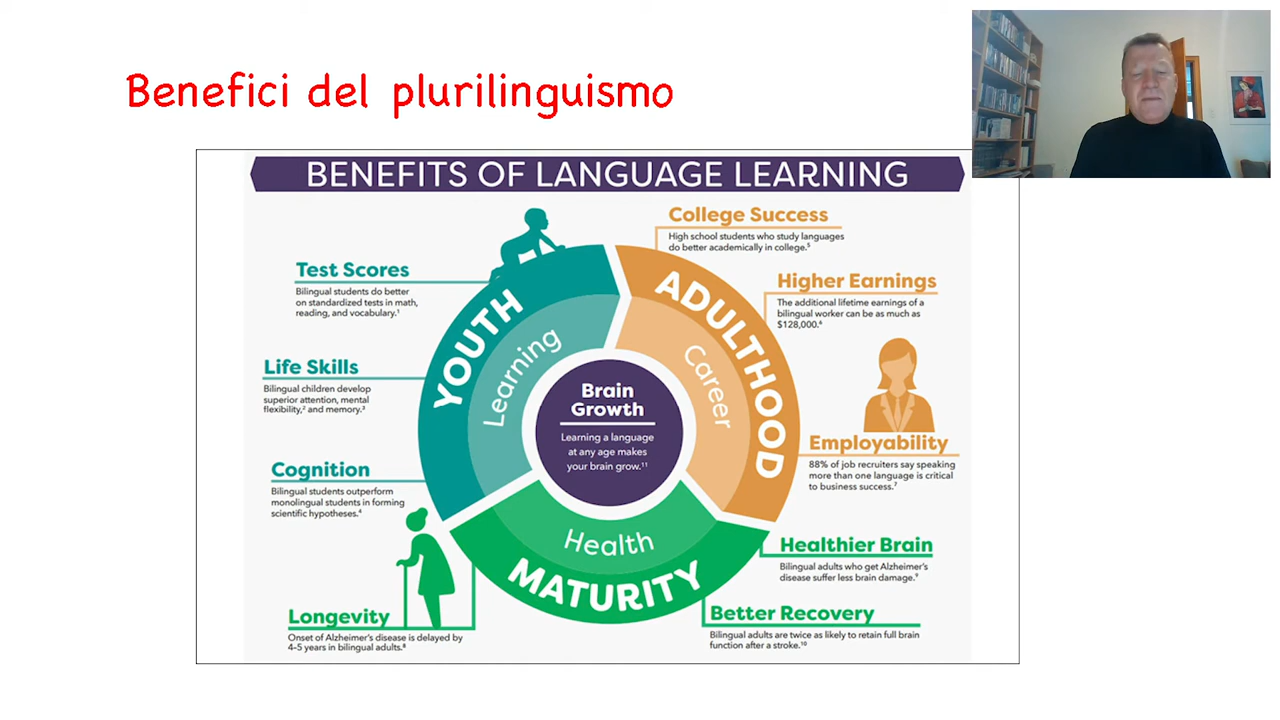 Benefici del plurilinguismo
BENEFITS OF LANGUAGE LEARNING
Test Scores
Bilingual students do better
on standardized tests in math,
reading, and vocabulary.¹
Life Skills
Bilingual children develop
superior attention, mental
flexibility,² and memory.³
Cognition
Bilingual students outperform
monolingual students in forming
scientific hypotheses.⁴
YOUTH
Learning
College Success
High school students who study languages
do better academically in college.⁵
Higher Earnings
The additional lifetime earnings of a
bilingual worker can be as much as
$128,000.⁶
Employability
88% of job recruiters say speaking
more than one language is critical
to business success.⁷
ADULTHOOD
Career
Brain
Growth
Learning a language
at any age makes
your brain grow.¹¹
Health
MATURITY
Longevity
Onset of Alzheimer's disease is delayed by
4-5 years in bilingual adults.⁸
Healthier Brain
Bilingual adults who get Alzheimer's
disease suffer less brain damage.⁹
Better Recovery
Bilingual adults are twice as likely to retain full brain
function after a stroke.¹⁰